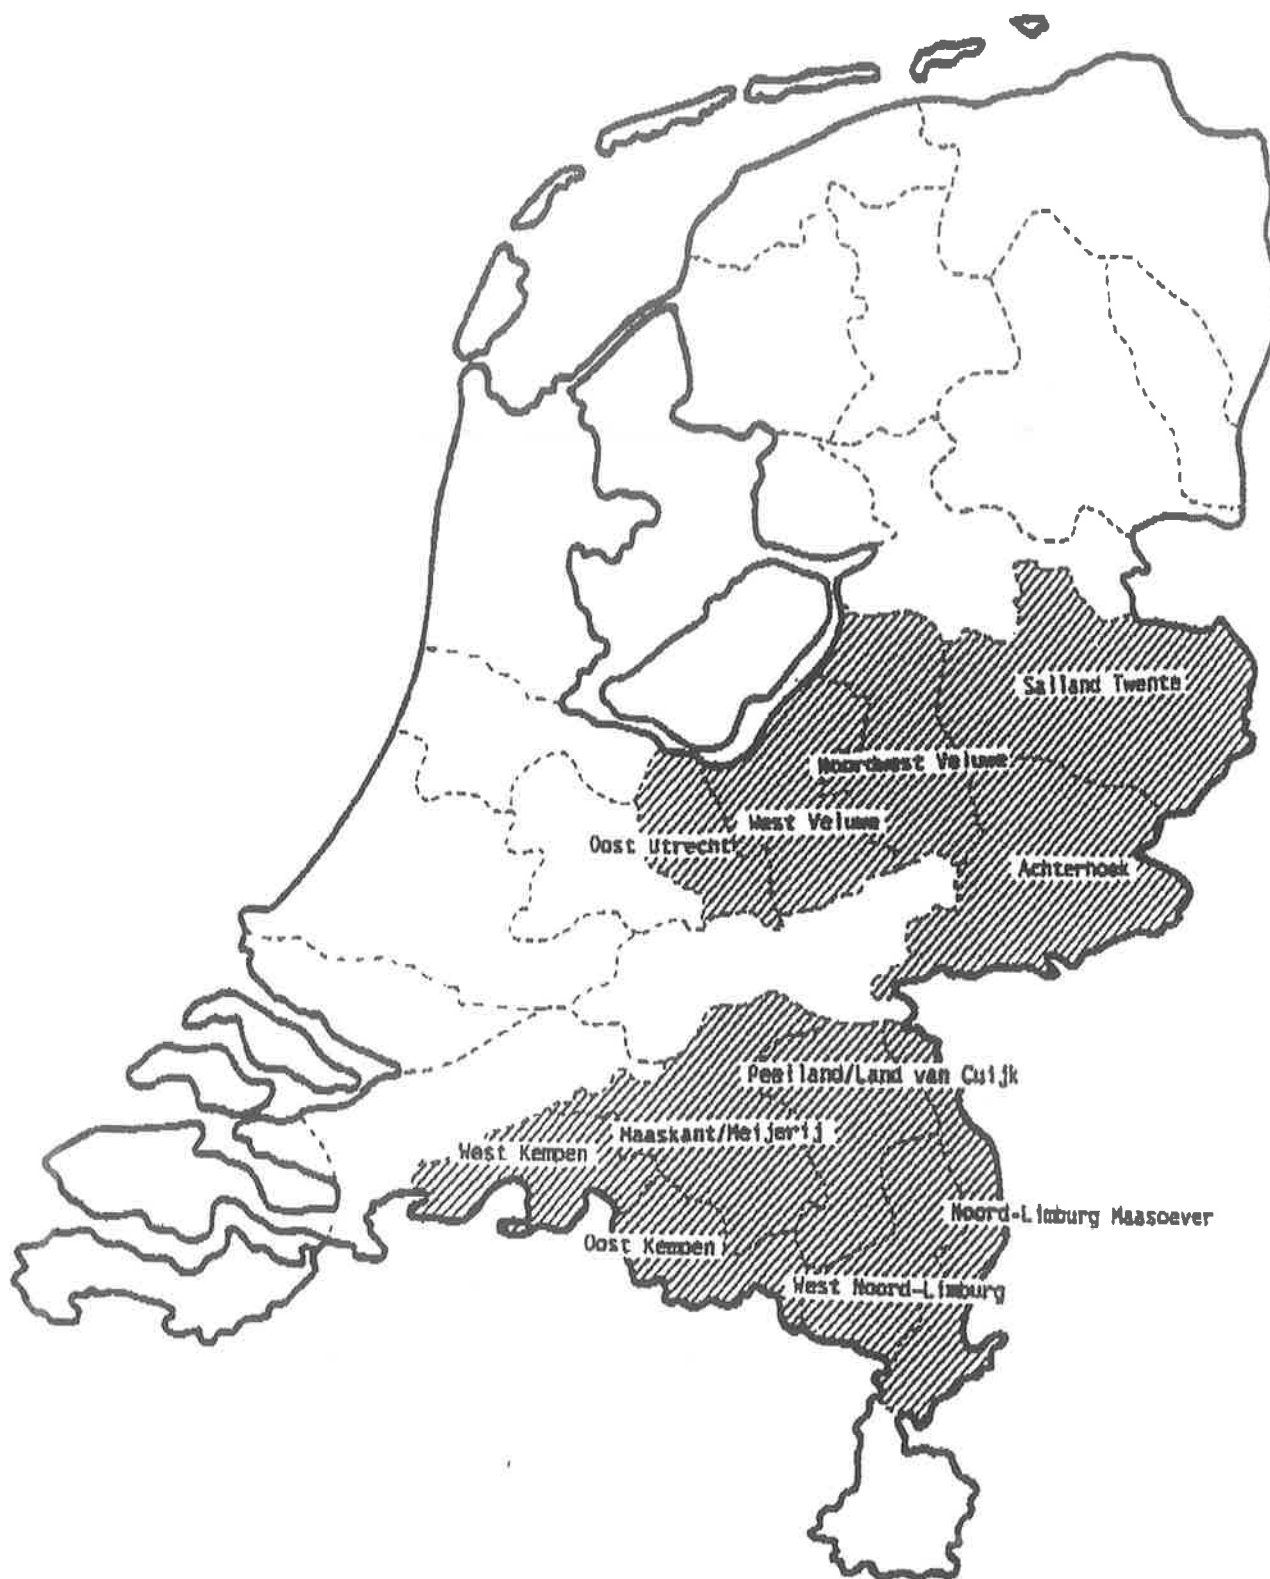 Salland Twente
Noordwest Veluwe
West Veluwe
Oost Utrecht
Achterhoek
Peelland/Land van Cuijk
Maaskant/Meijerij
West Kempen
Noord-Limburg Maasoever
Oost Kempen
West Noord-Limburg